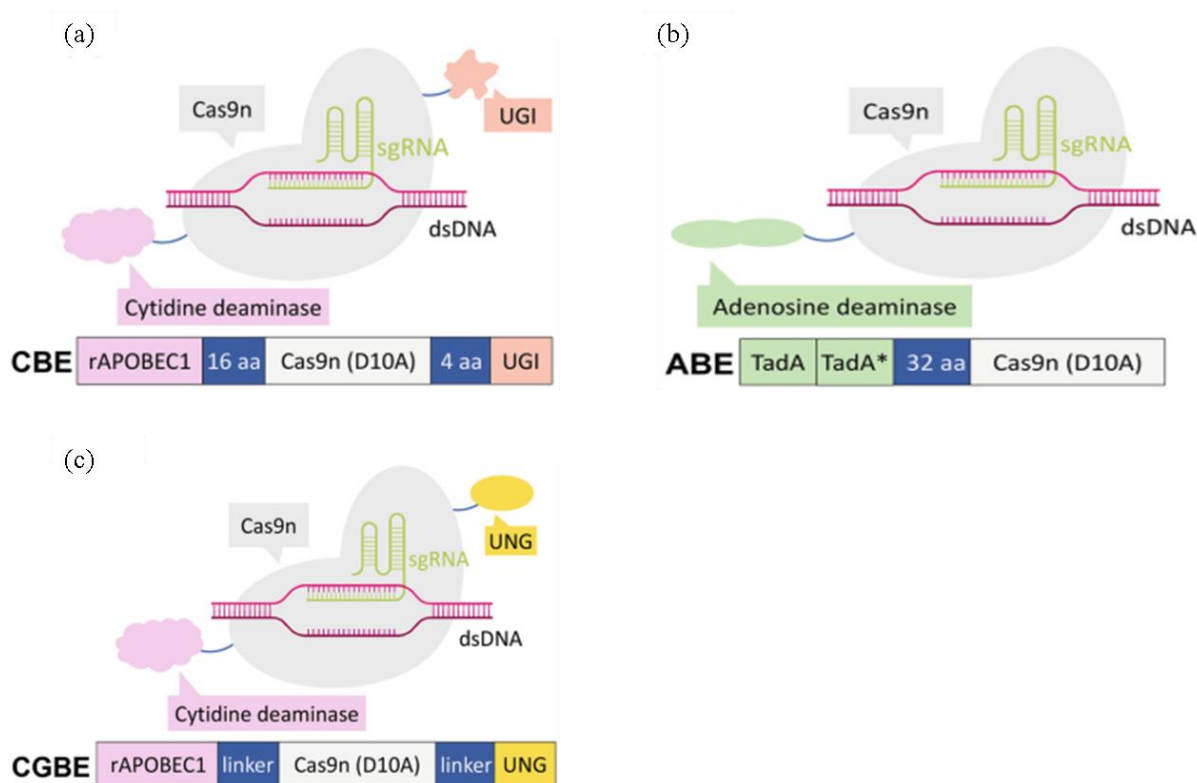 (a)
Cas9n
UGI
sgRNA
dsDNA
Cytidine deaminase
CBE rAPOBEC1 16 aa Cas9n (D10A) 4 aa UGI
(b)
Cas9n
sgRNA
dsDNA
Adenosine deaminase
ABE TadA TadA* 32 aa Cas9n (D10A)
(c)
Cas9n
UNG
sgRNA
dsDNA
Cytidine deaminase
CGBE rAPOBEC1 linker Cas9n (D10A) linker UNG